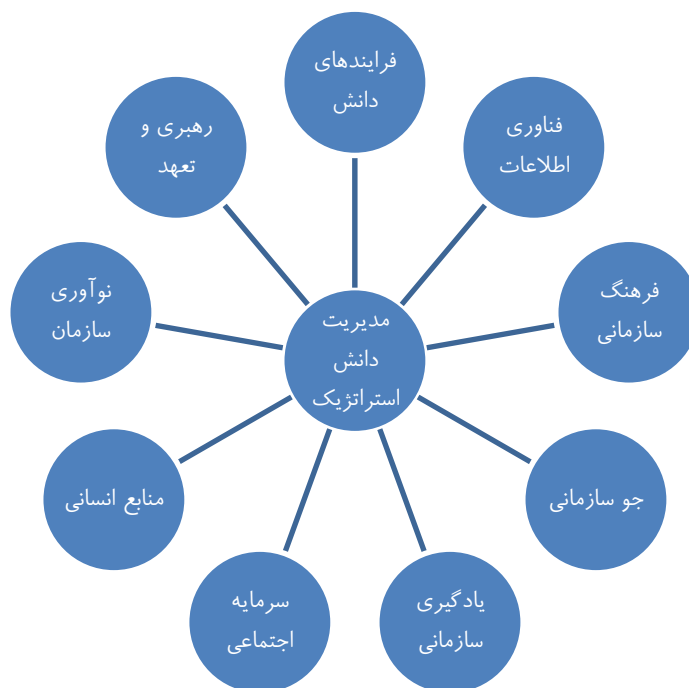 فرایندهای
دانش
فناوری
اطلاعات
فرهنگ
سازمانی
جو سازمانی
یادگیری
سازمانی
سرمایه
اجتماعی
منابع انسانی
نوآوری
سازمان
رهبری و
تعهد
مدیریت
دانش
استراتژیک